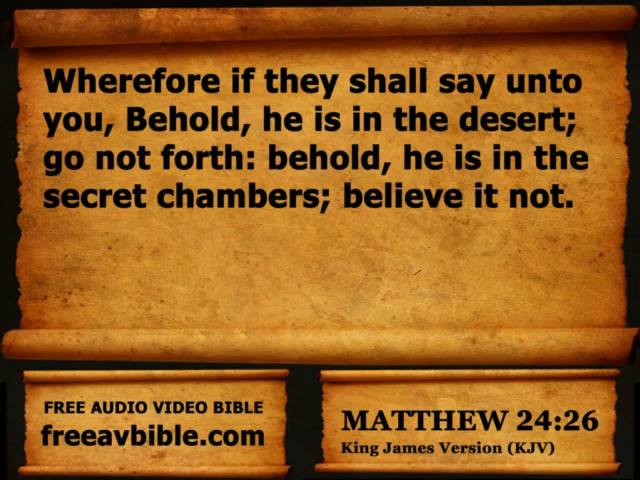 Wherefore if they shall say unto
you, Behold, he is in the desert;
go not forth: behold, he is in the
secret chambers; believe it not.
FREE AUDIO VIDEO BIBLE
freeavbible.com
MATTHEW 24:26
King James Version (KJV)